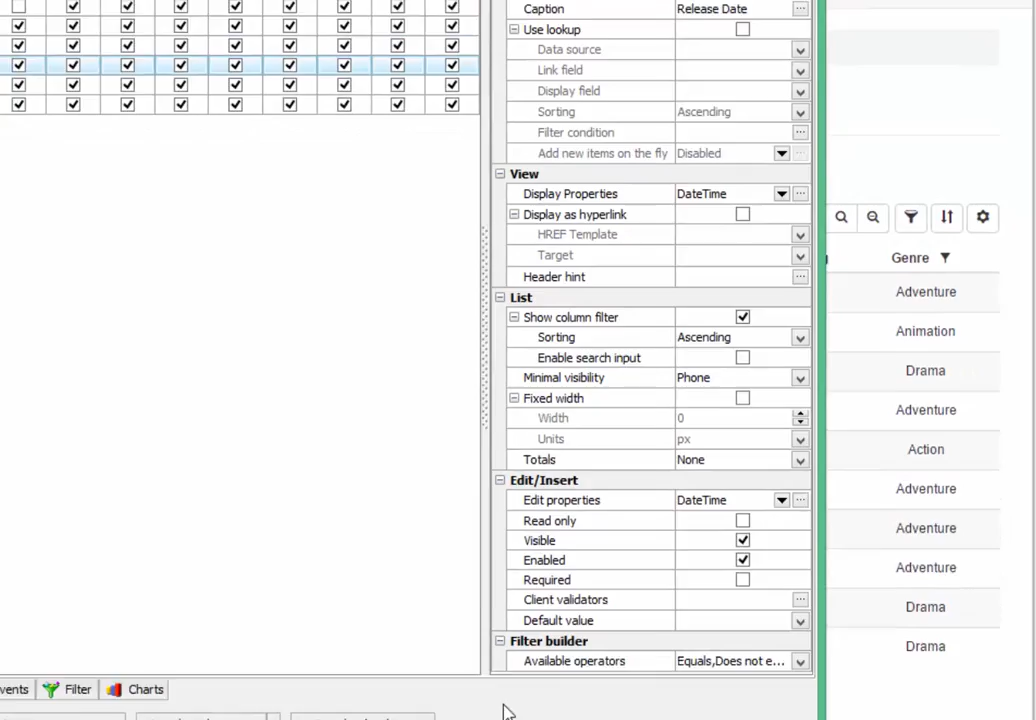 Caption Release Date ...
Use lookup
Data source
Link field
Display field
Sorting Ascending
Filter condition ...
Add new items on the fly Disabled ...
View
Display Properties DateTime ...
Display as hyperlink
HREF Template
Target
Header hint ...
List
Show column filter
Sorting Ascending
Enable search input
Minimal visibility Phone
Fixed width
Width 0
Units px
Totals None
Edit/Insert
Edit properties DateTime ...
Read only
Visible
Enabled
Required
Client validators ...
Default value
Filter builder
Available operators Equals,Does not e...
vents Filter Charts
Genre
Adventure
Animation
Drama
Adventure
Action
Adventure
Adventure
Adventure
Drama
Drama